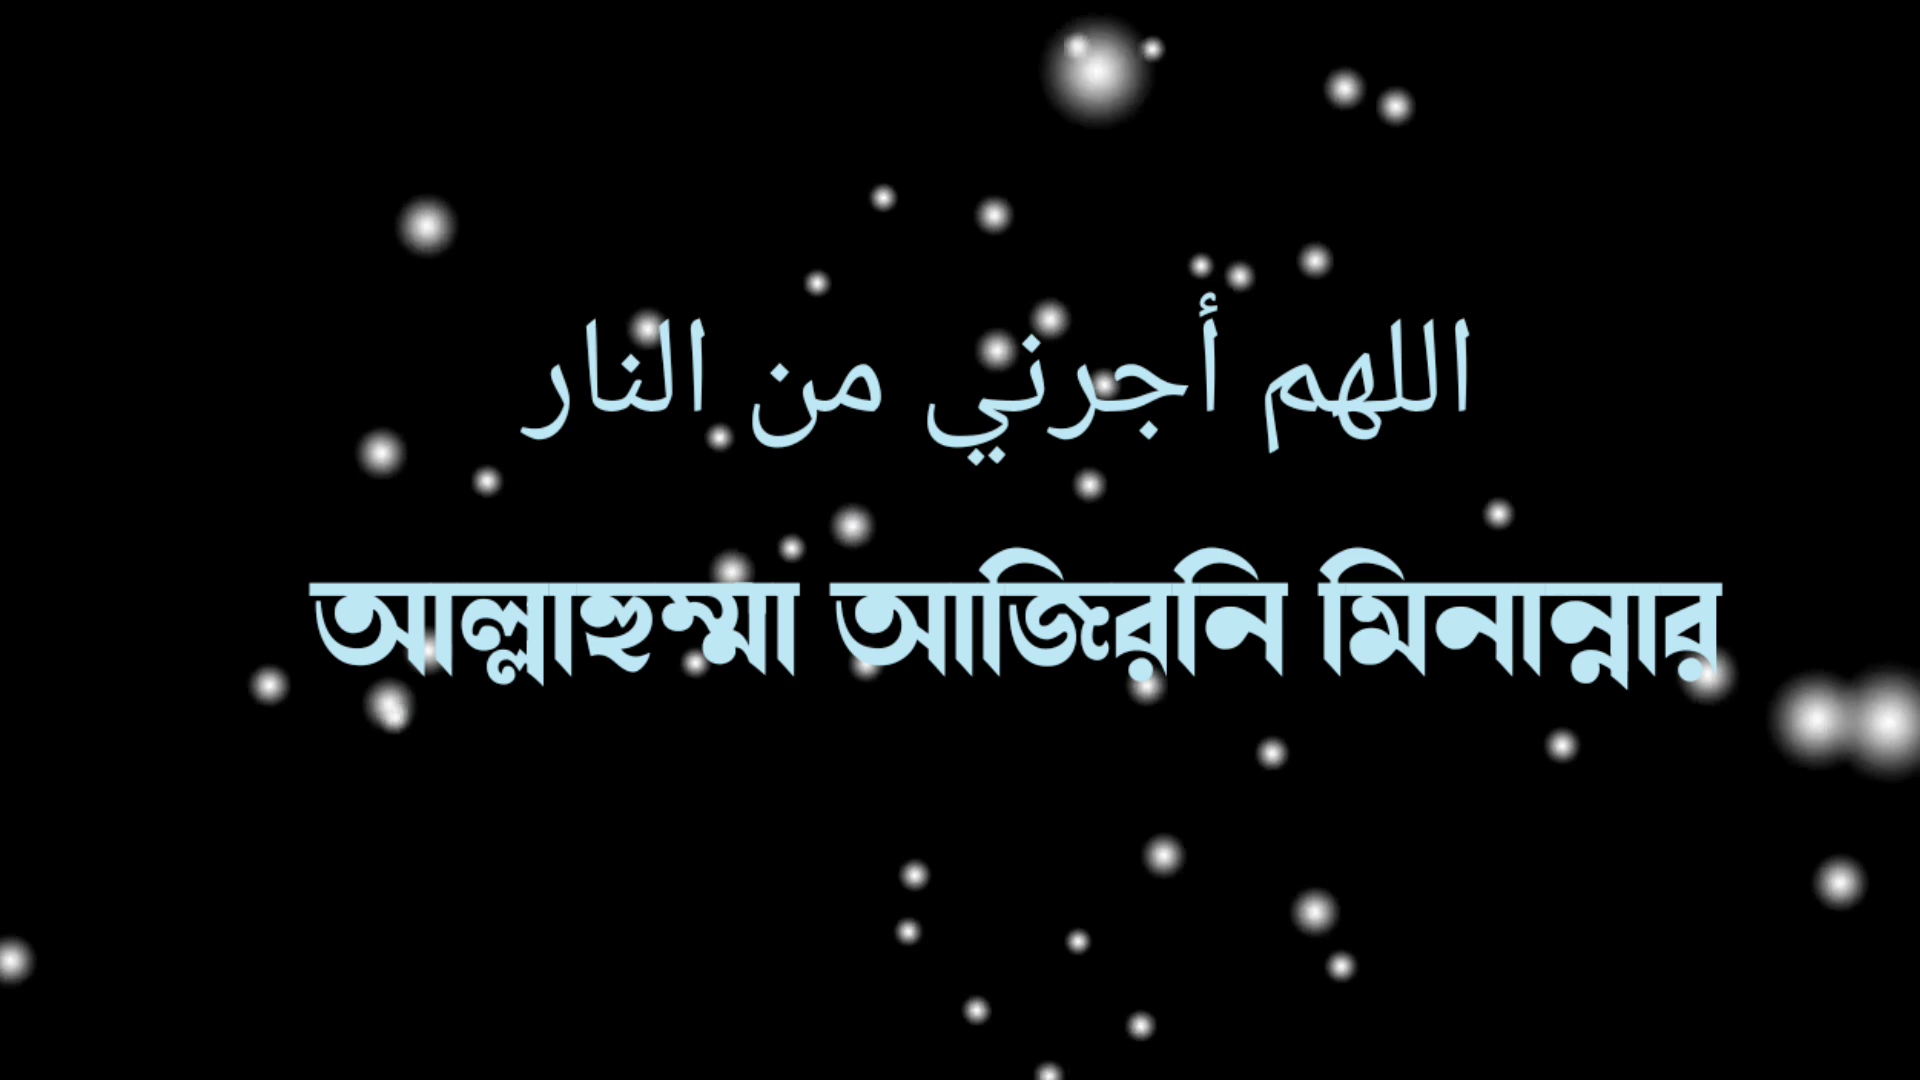 اللهم أجرني من النار
আল্লাহুম্মা আজিরনি মিনান্নার